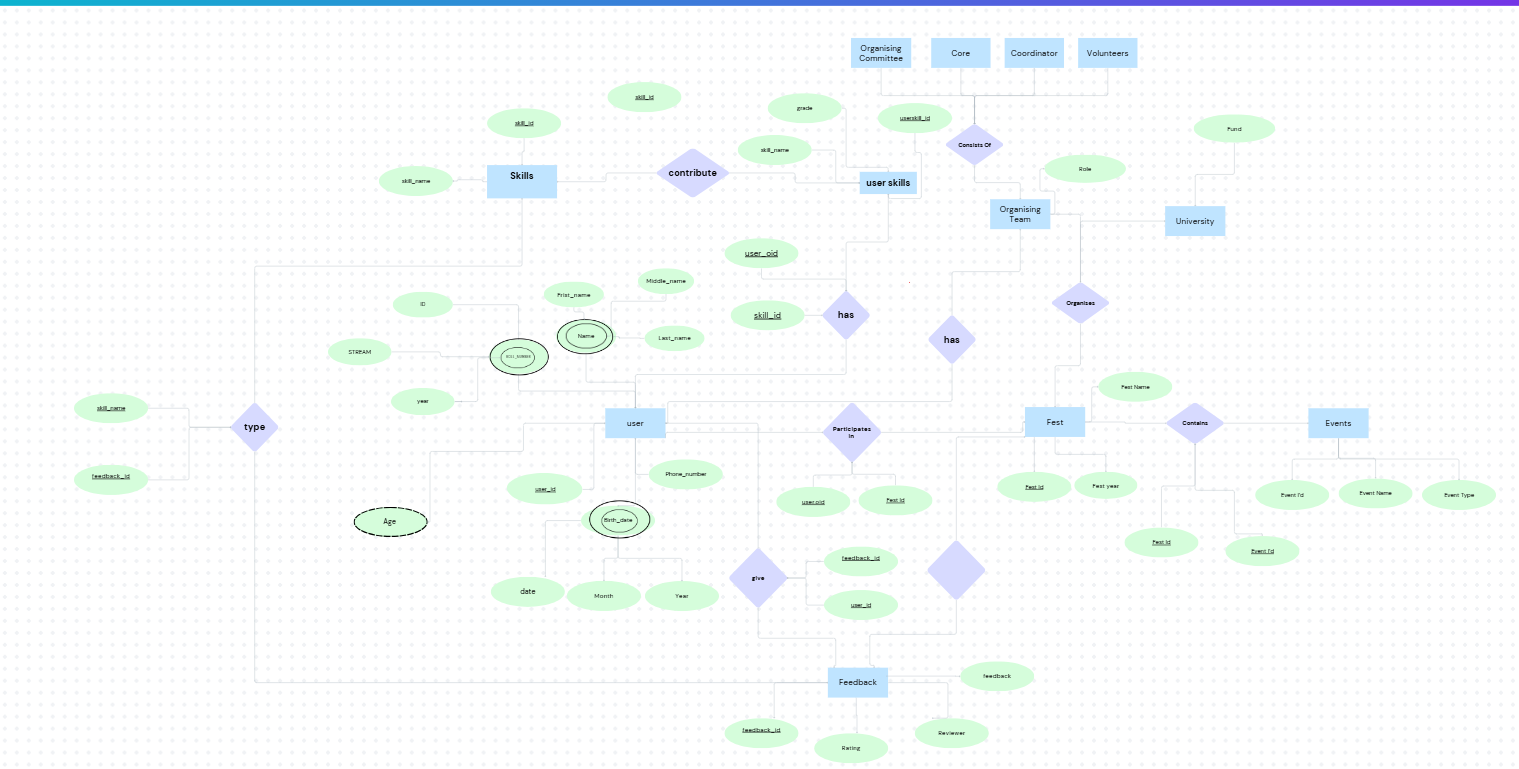 Organising
Committee
Core
Coordinator
Volunteers
skill_id
grade
userskill_id
skill_id
Fund
Consists Of
skill_name
Role
skill_name
Skills
contribute
user skills
Organising
Team
University
user_oid
Middle_name
Frist_name
ID
Organises
skill_id
has
Name
Last_name
has
STREAM
Fest Name
year
skill_name
type
user
Participates
in
Fest
Contains
Events
feedback_id
Phone_number
user_id
user.oid
Fest Id
Fest Id
Fest year
Event I'd
Event Name
Event Type
Age
Birth_date
Fest Id
Event I'd
feedback_id
give
date
Month
Year
user_id
Feedback
feedback
feedback_id
Rating
Reviewer